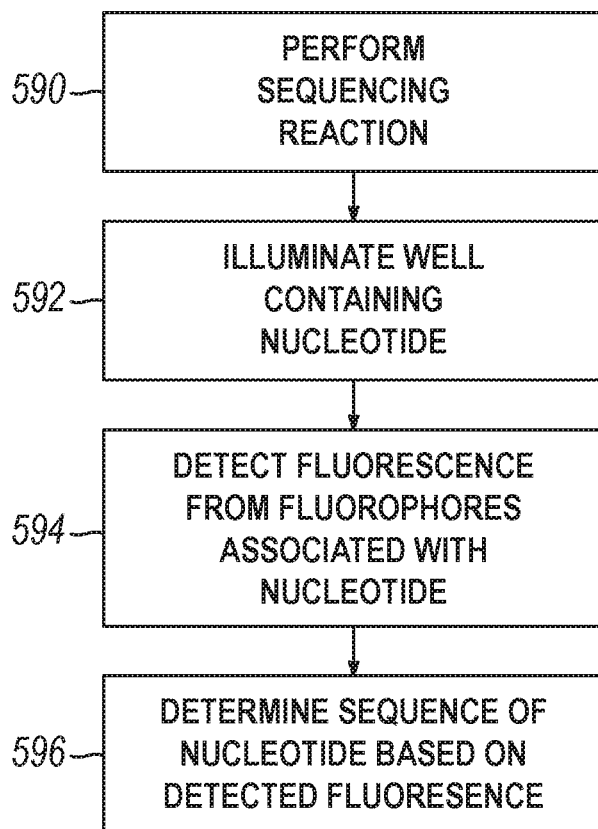 590
PERFORM
SEQUENCING
REACTION
592
ILLUMINATE WELL
CONTAINING
NUCLEOTIDE
594
DETECT FLUORESCENCE
FROM FLUOROPHORES
ASSOCIATED WITH
NUCLEOTIDE
596
DETERMINE SEQUENCE OF
NUCLEOTIDE BASED ON
DETECTED FLUORESENCE